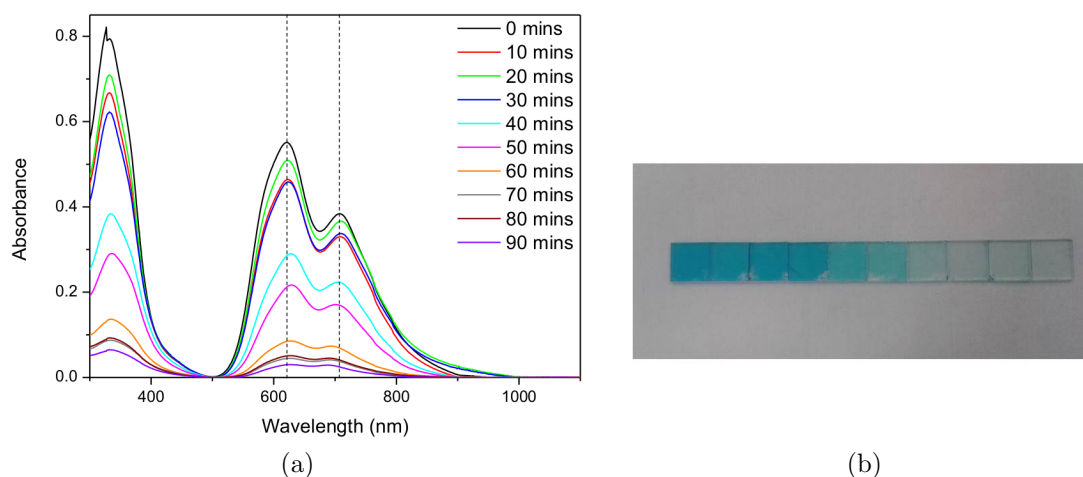 0.8
0.6
0.4
0.2
0.0
Absorbance
400
600
800
1000
Wavelength (nm)
0 mins
10 mins
20 mins
30 mins
40 mins
50 mins
60 mins
70 mins
80 mins
90 mins
(a)
(b)